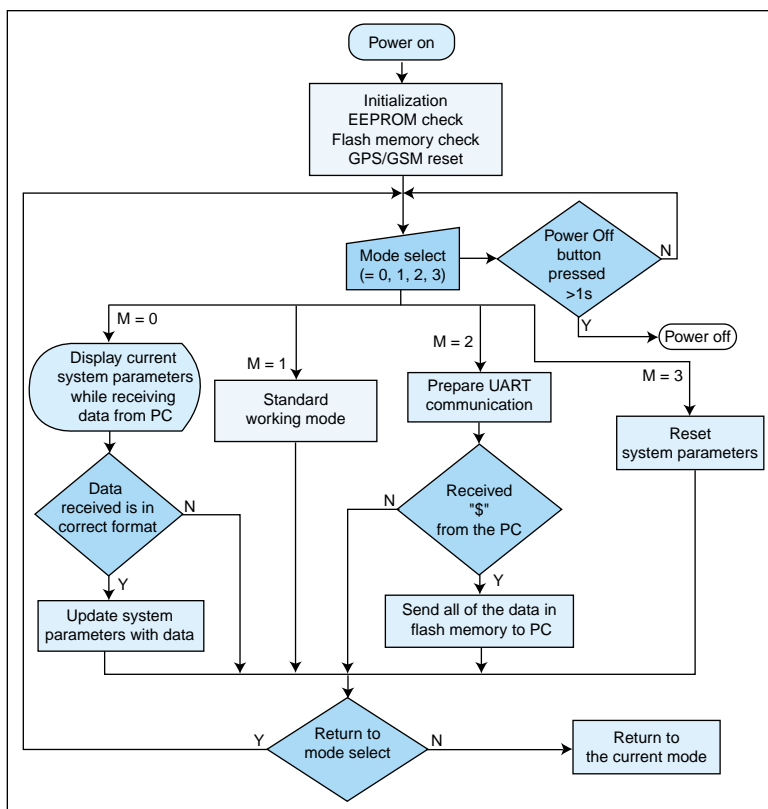 Power on
Initialization
EEPROM check
Flash memory check
GPS/GSM reset
Mode select
(= 0, 1, 2, 3)
Power Off
button
pressed
>1s
N
Y
Power off
M = 0
M = 1
M = 2
M = 3
Display current
system parameters
while receiving
data from PC
Standard
working mode
Prepare UART
communication
Reset
system parameters
Data
received is in
correct format
N
Y
Received
"$"
from the PC
N
Y
Update system
parameters with data
Send all of the data in
flash memory to PC
Return to
mode select
Y
N
Return to
the current mode